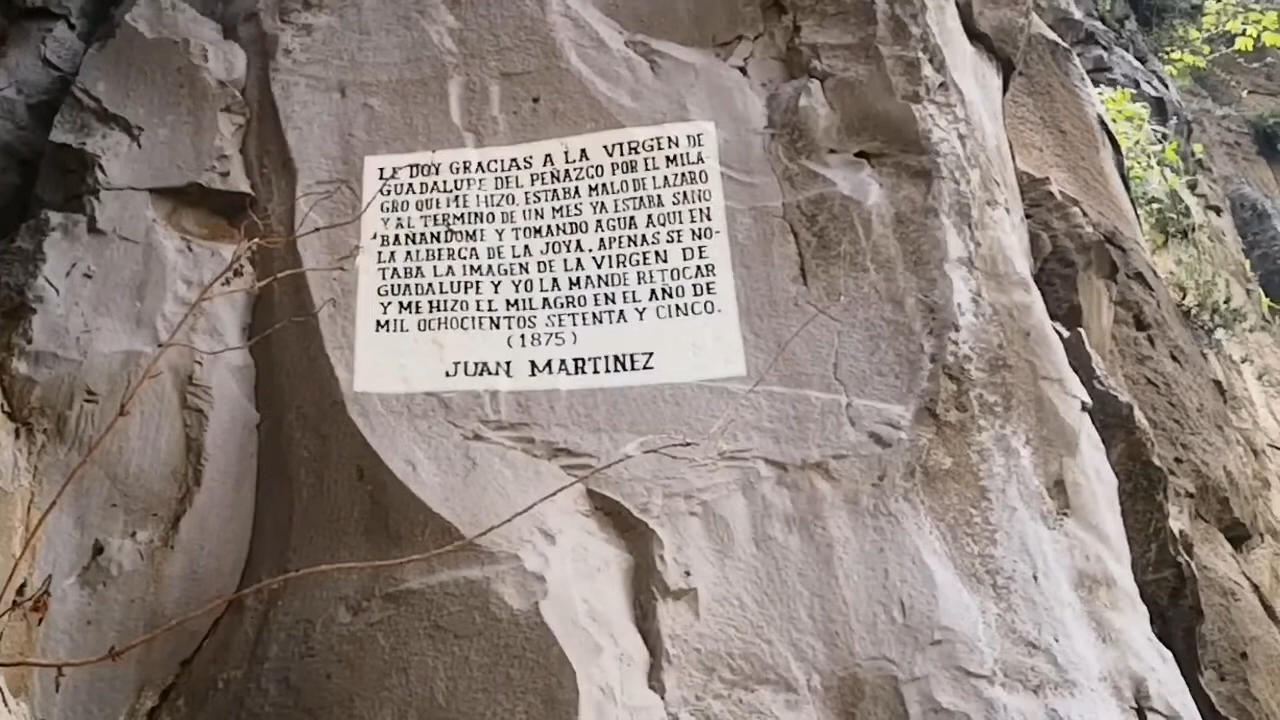 LE DOY GRACIAS A LA VIRGEN DE
GUADALUPE DEL PEÑAZCO POR EL MILA-
GRO QUE ME HIZO. ESTABA MALO DE LAZARO
Y AL TERMINO DE UN MES YA ESTABA SANO
BAÑANDOME Y TOMANDO AGUA AQUI EN
LA ALBERCA DE LA JOYA. APENAS SE NO-
TABA LA IMAGEN DE LA VIRGEN DE
GUADALUPE Y YO LA MANDE RETOCAR
Y ME HIZO EL MILAGRO EN EL AÑO DE
MIL OCHOCIENTOS SETENTA Y CINCO.
(1875)
JUAN MARTINEZ